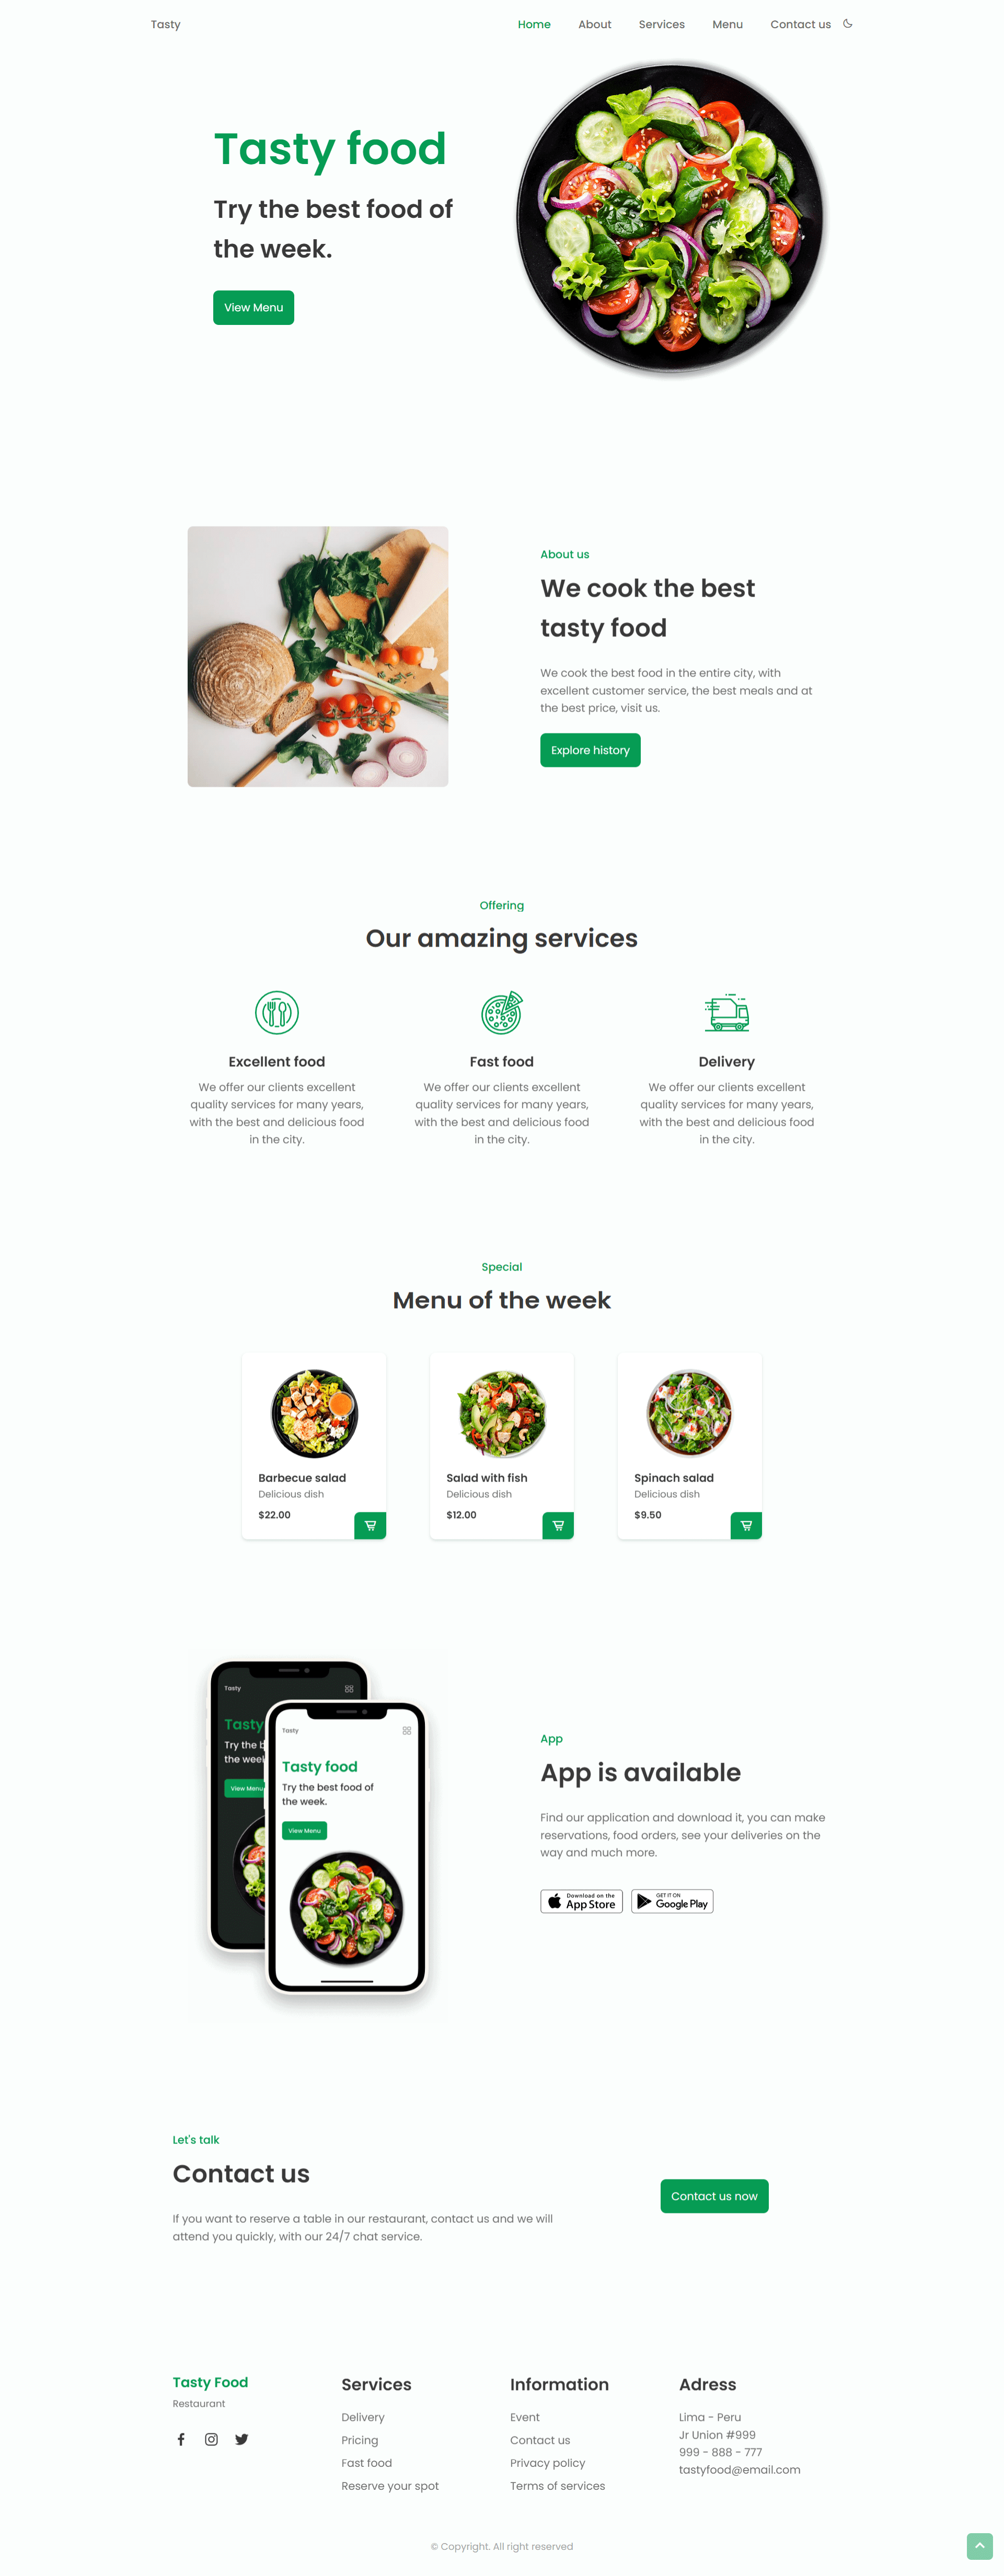 Tasty
Home About Services Menu Contact us
Tasty food
Try the best food of
the week.
View Menu
About us
We cook the best
tasty food
We cook the best food in the entire city, with
excellent customer service, the best meals and at
the best price, visit us.
Explore history
Offering
Our amazing services
Excellent food
We offer our clients excellent
quality services for many years,
with the best and delicious food
in the city.
Fast food
We offer our clients excellent
quality services for many years,
with the best and delicious food
in the city.
Delivery
We offer our clients excellent
quality services for many years,
with the best and delicious food
in the city.
Special
Menu of the week
Barbecue salad
Delicious dish
$22.00
Salad with fish
Delicious dish
$12.00
Spinach salad
Delicious dish
$9.50
Tasty
Tasty
Try the b
the weel
View Menu
Tasty
Tasty food
Try the best food of
the week.
View Menu
App
App is available
Find our application and download it, you can make
reservations, food orders, see your deliveries on the
way and much more.
Download on the
App Store
GET IT ON
Google Play
Let's talk
Contact us
If you want to reserve a table in our restaurant, contact us and we will
attend you quickly, with our 24/7 chat service.
Contact us now
Tasty Food
Restaurant
Services
Delivery
Pricing
Fast food
Reserve your spot
Information
Event
Contact us
Privacy policy
Terms of services
Adress
Lima - Peru
Jr Union #999
999 - 888 - 777
tastyfood@email.com
© Copyright. All right reserved